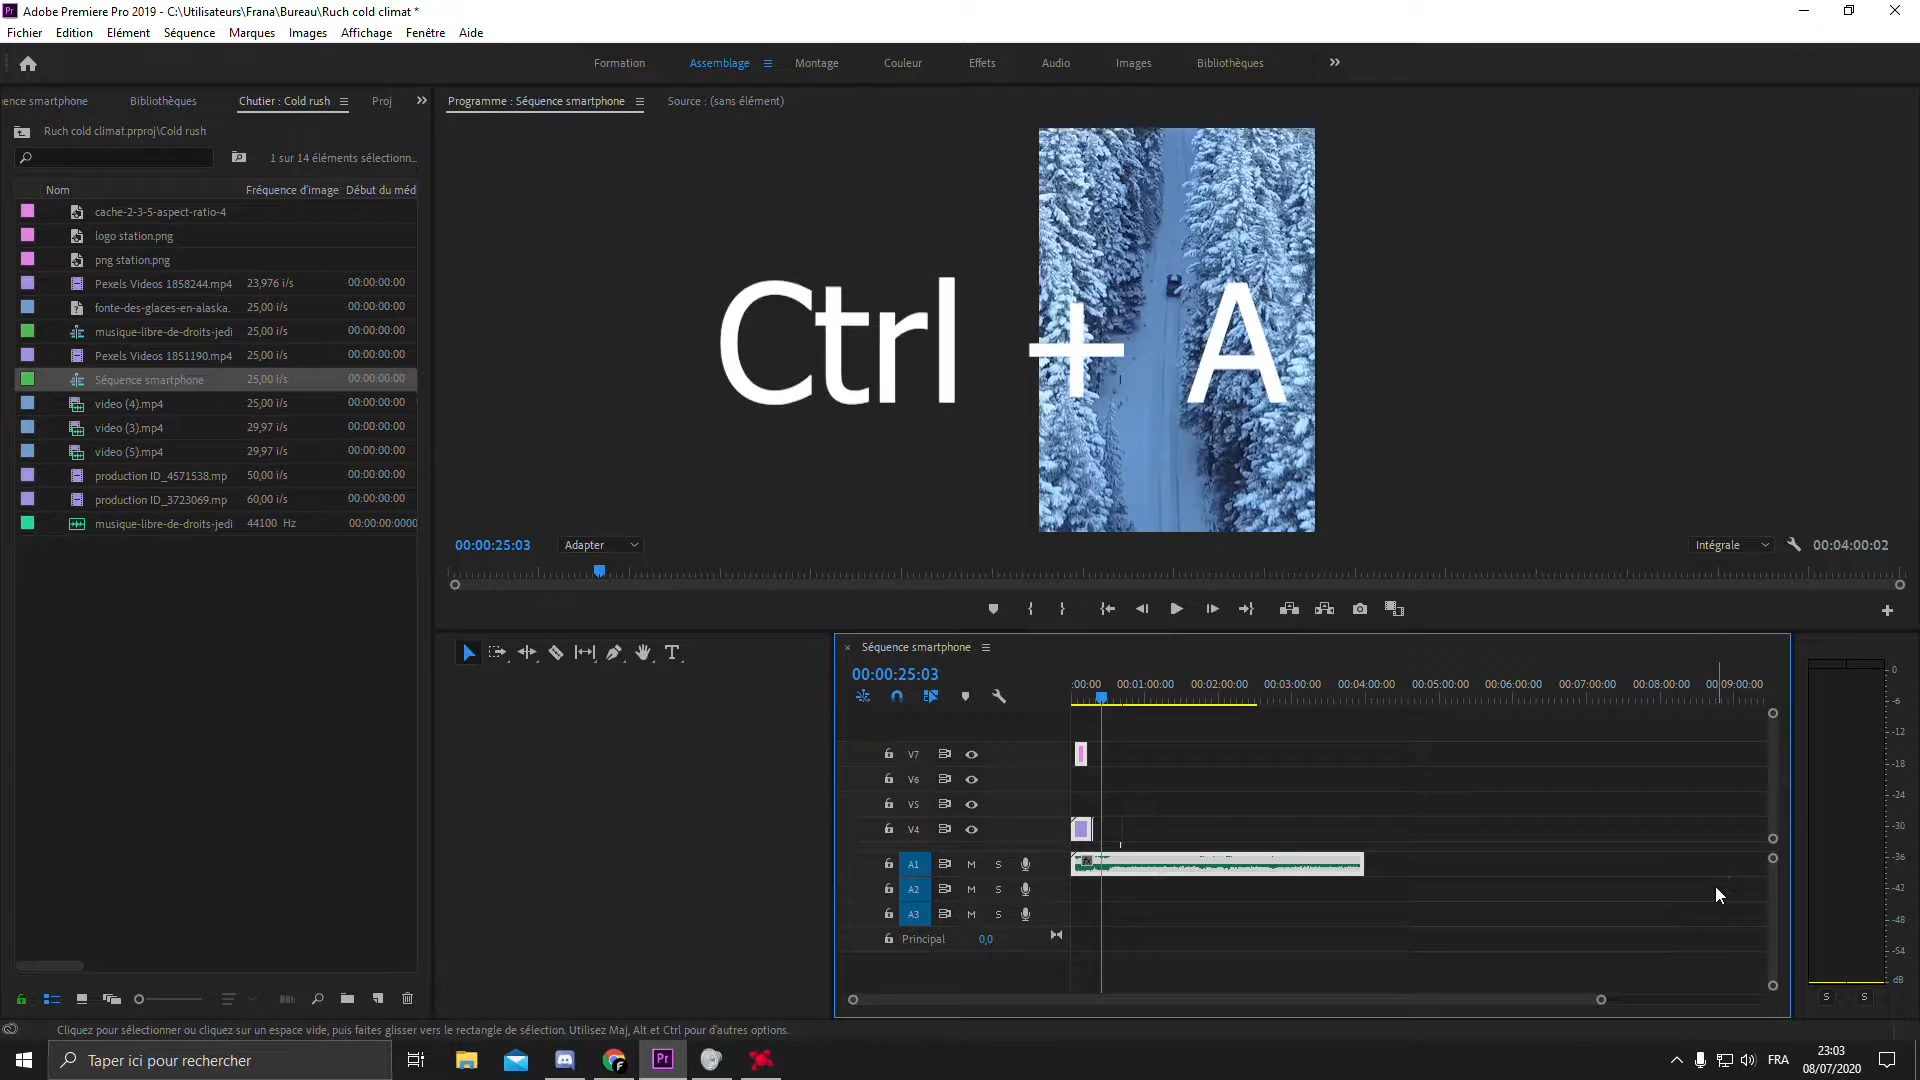 Adobe Premiere Pro 2019 - C:\Utilisateurs\Frana\Bureau\Ruch cold climat *
Fichier Edition Elément Séquence Marques Images Affichage Fenêtre Aide
Formation Assemblage Montage Couleur Effets Audio Images Bibliothèques
ence smartphone Bibliothèques Chutier : Cold rush Proj
Programme : Séquence smartphone Source : (sans élément)
Ruch cold climat.prproj\Cold rush
1 sur 14 éléments sélectionn...
Nom Fréquence d'image Début du méd
cache-2-3-5-aspect-ratio-4
logo station.png
png station.png
Pexels Videos 1858244.mp4 23,976 i/s 00:00:00:00
fonte-des-glaces-en-alaska. 25,00 i/s 00:00:00:00
musique-libre-de-droits-jedi 25,00 i/s 00:00:00:00
Pexels Videos 1851190.mp4 25,00 i/s 00:00:00:00
Séquence smartphone 25,00 i/s 00:00:00:00
video (4).mp4 25,00 i/s 00:00:00:00
video (3).mp4 29,97 i/s 00:00:00:00
video (5).mp4 29,97 i/s 00:00:00:00
production ID_4571538.mp 50,00 i/s 00:00:00:00
production ID_3723069.mp 60,00 i/s 00:00:00:00
musique-libre-de-droits-jedi 44100 Hz 00:00:00:0000
Ctrl + A
00:00:25:03 Adapter Intégrale 00:04:00:02
Séquence smartphone
00:00:25:03
:00:00 00:01:00:00 00:02:00:00 00:03:00:00 00:04:00:00 00:05:00:00 00:06:00:00 00:07:00:00 00:08:00:00 00:09:00:00
V7
V6
V5
V4
A1 M S
fx
A2 M S
A3 M S
Principal 0,0
0
-6
-12
-18
-24
-30
-36
-42
-48
-54
dB
S S
Cliquez pour sélectionner ou cliquez sur un espace vide, puis faites glisser vers le rectangle de sélection. Utilisez Maj, Alt et Ctrl pour d'autres options.
Taper ici pour rechercher
Pr
FRA
23:03
08/07/2020